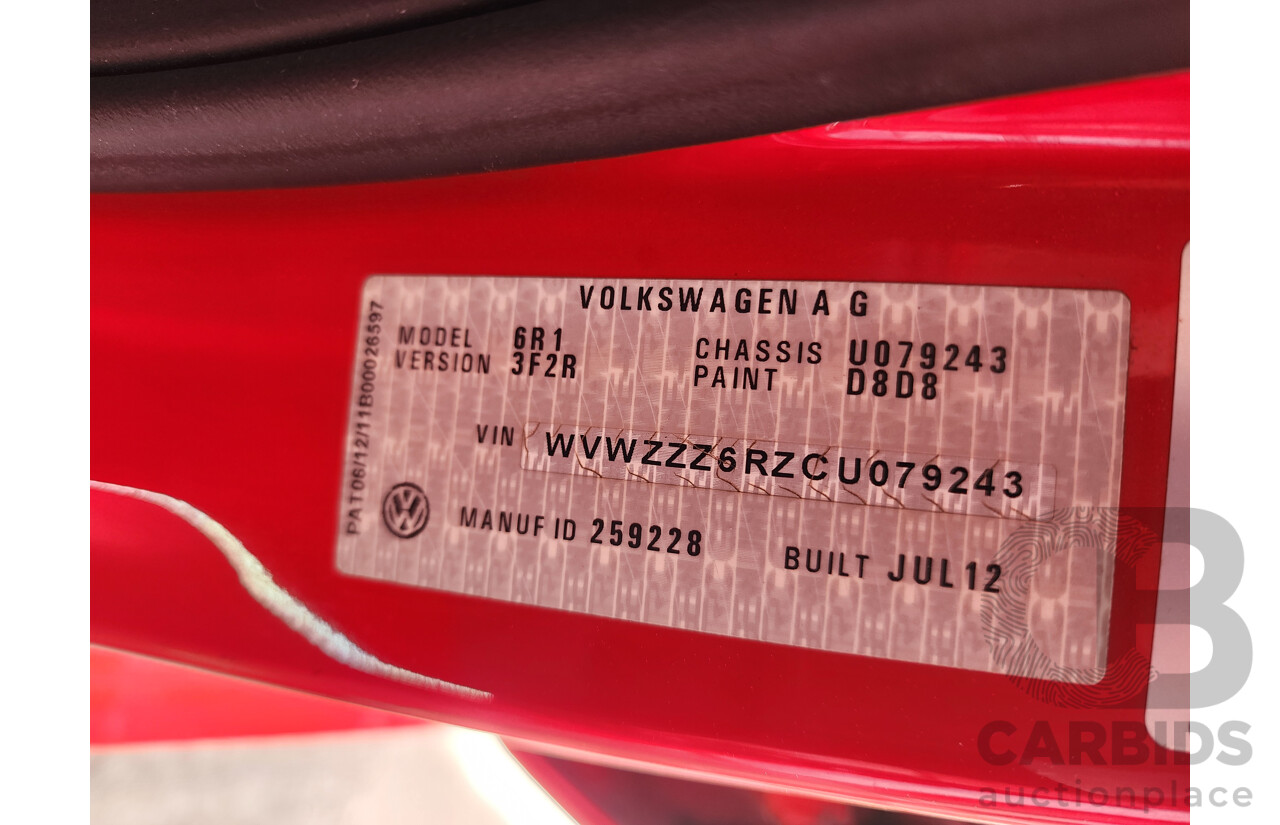 VOLKSWAGEN A G
MODEL 6R1 CHASSIS U079243
VERSION 3F2R PAINT D8D8
VIN WVWZZZ6RZCU079243
MANUF ID 259228 BUILT JUL12
PAT06/12/11B00026597
CB
CARBIDS
auctionplace